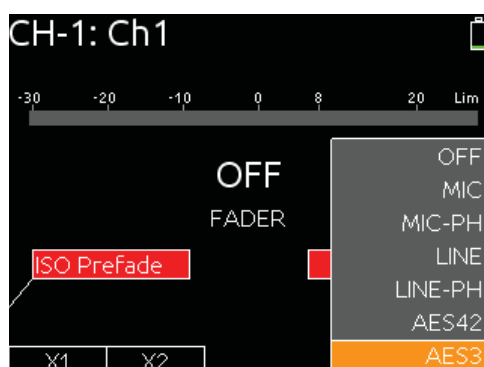 CH-1: Ch1
-30 -20 -10 0 8 20 Lim
OFF
FADER
ISO Prefade
X1 X2
OFF
MIC
MIC-PH
LINE
LINE-PH
AES42
AES3